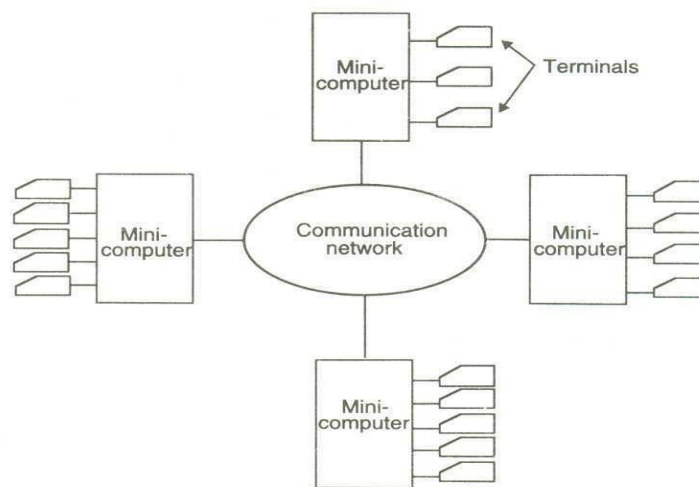 Mini-
computer
Terminals
Mini-
computer
Communication
network
Mini-
computer
Mini-
computer